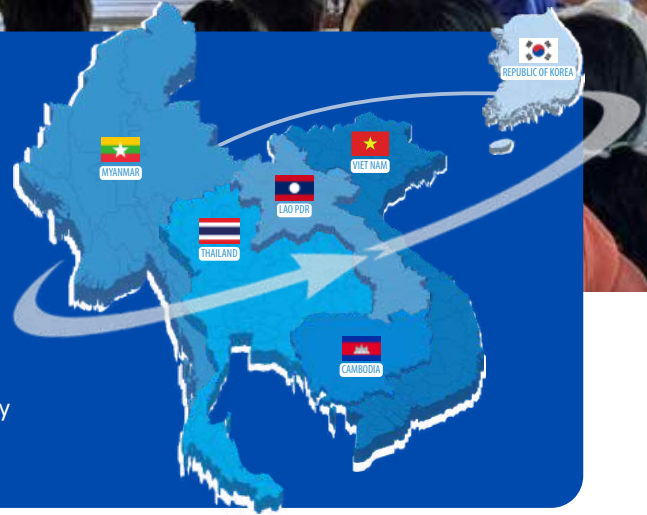 REPUBLIC OF KOREA
VIET NAM
MYANMAR
LAO PDR
THAILAND
CAMBODIA
y